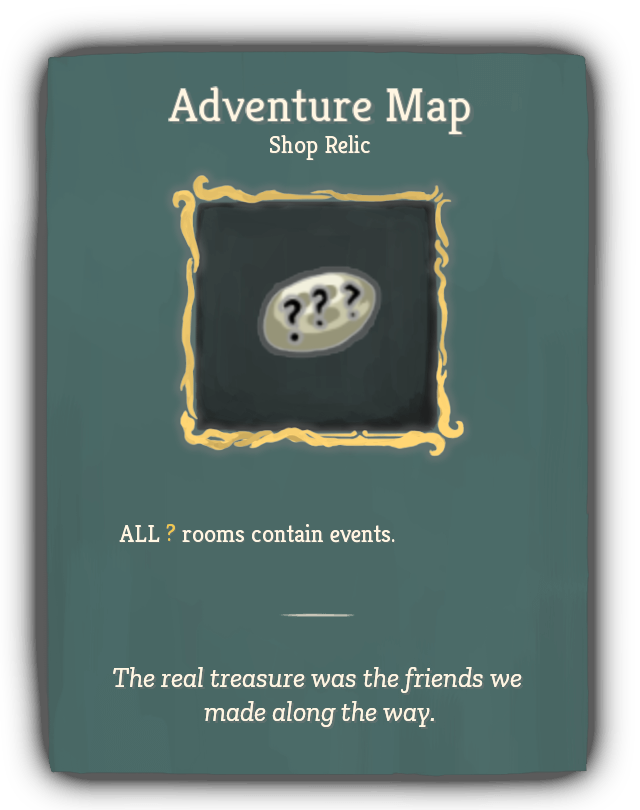 Adventure Map
Shop Relic
? ? ?
ALL ? rooms contain events.
The real treasure was the friends we
made along the way.